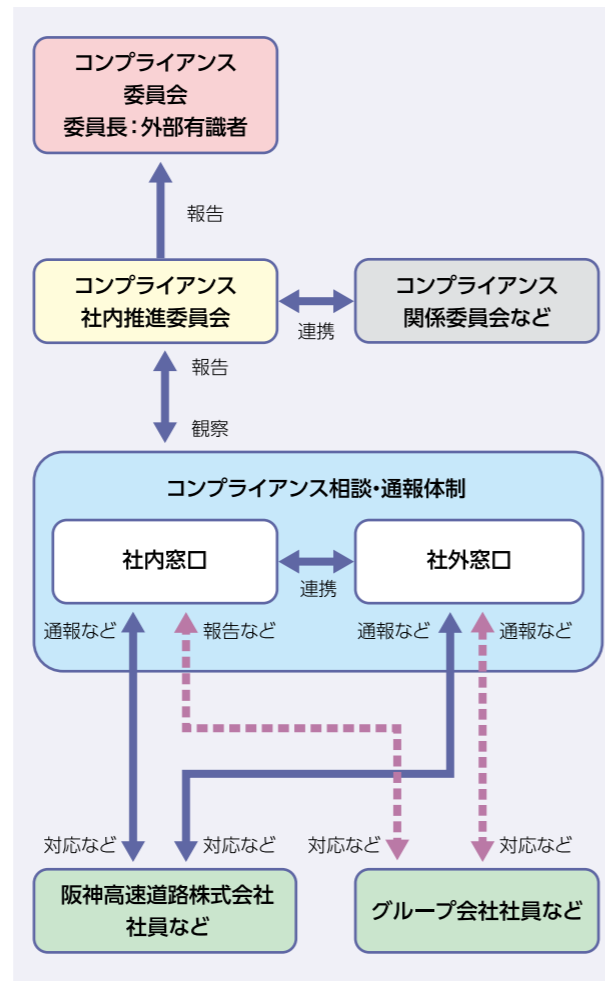 コンプライアンス
委員会
委員長：外部有識者
報告
コンプライアンス
社内推進委員会
連携
コンプライアンス
関係委員会など
報告
観察
コンプライアンス相談・通報体制
社内窓口
連携
社外窓口
通報など
報告など
通報など
通報など
対応など
対応など
対応など
対応など
阪神高速道路株式会社
社員など
グループ会社社員など